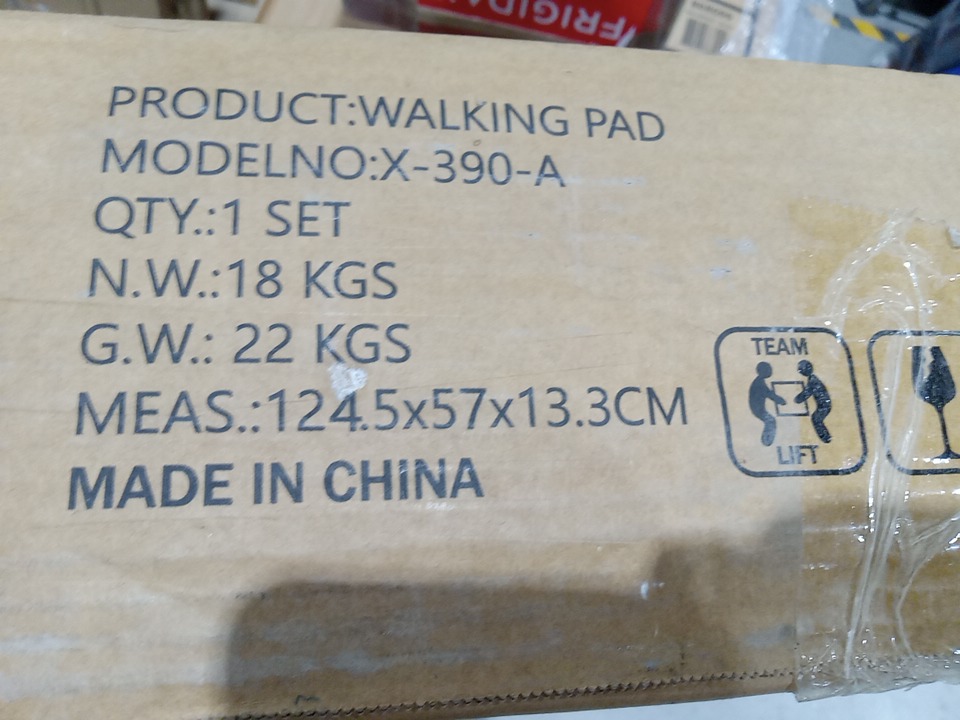 FRIGIDA
PRODUCT:WALKING PAD
MODELNO:X-390-A
QTY.:1 SET
N.W.:18 KGS
G.W.: 22 KGS
MEAS.:124.5x57x13.3CM
MADE IN CHINA
TEAM
LIFT